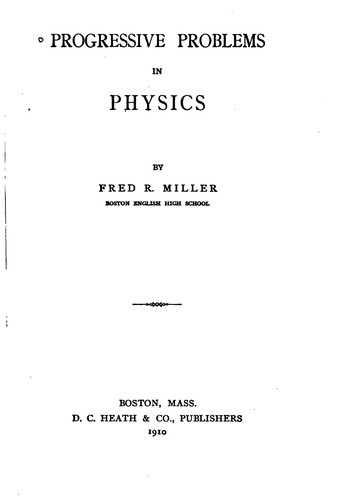 PROGRESSIVE PROBLEMS
IN
PHYSICS
BY
FRED R. MILLER
BOSTON ENGLISH HIGH SCHOOL
BOSTON, MASS.
D. C. HEATH & CO., PUBLISHERS
1910